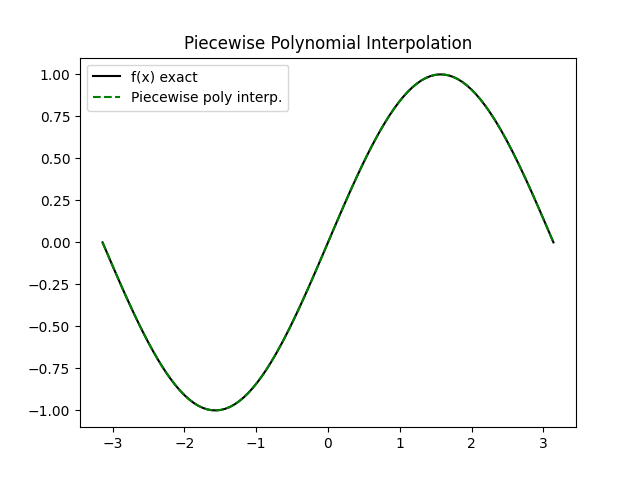 Piecewise Polynomial Interpolation
f(x) exact
Piecewise poly interp.
1.00
0.75
0.50
0.25
0.00
−0.25
−0.50
−0.75
−1.00
−3 −2 −1 0 1 2 3